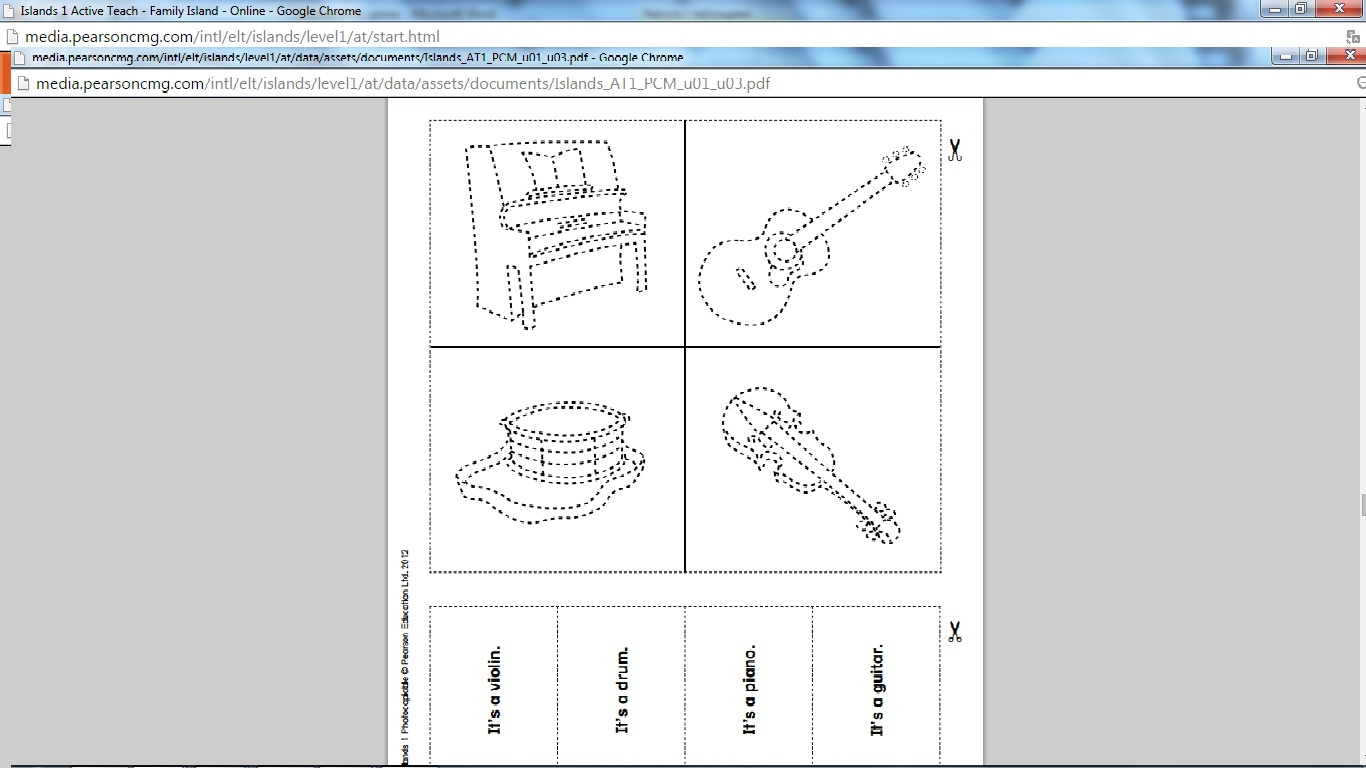 Islands 1 Active Teach - Family Island - Online - Google Chrome
media.pearsoncmg.com/intl/elt/islands/level1/at/start.html
media.pearsoncmg.com/intl/elt/islands/level1/at/data/assets/documents/Islands_AT1_PCM_u01_u03.pdf - Google Chrome
media.pearsoncmg.com/intl/elt/islands/level1/at/data/assets/documents/Islands_AT1_PCM_u01_u03.pdf
1 Photocopiable © Pearson Education Ltd. 2012
It's a violin.
It's a drum.
It's a piano.
It's a guitar.